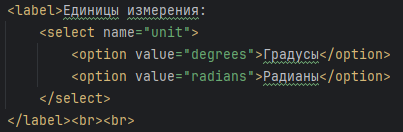 <label>Единицы измерения:
<select name="unit">
<option value="degrees">Градусы</option>
<option value="radians">Радианы</option>
</select>
</label><br><br>